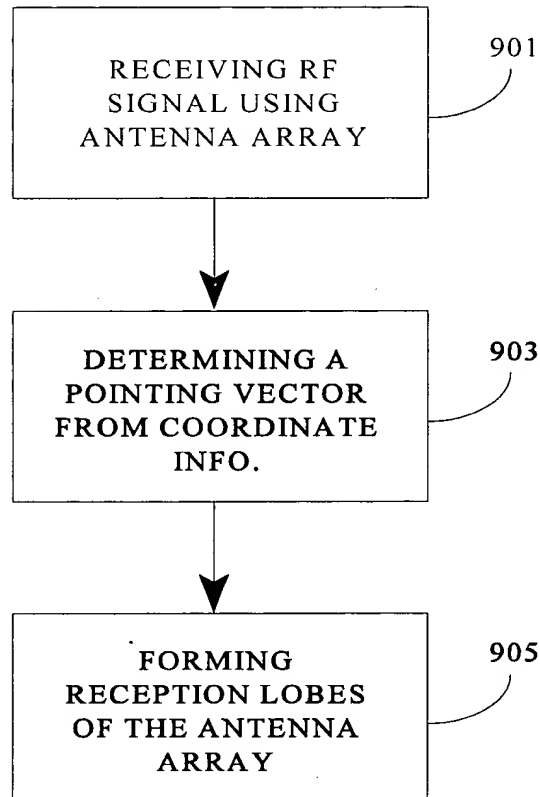 RECEIVING RF
SIGNAL USING
ANTENNA ARRAY
901
DETERMINING A
POINTING VECTOR
FROM COORDINATE
INFO.
903
FORMING
RECEPTION LOBES
OF THE ANTENNA
ARRAY
905